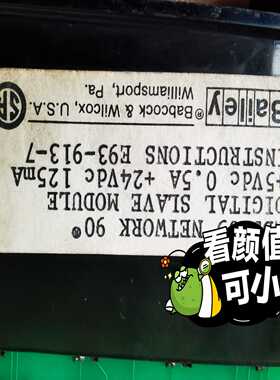 NETWORK 90®
DIGITAL SLAVE MODULE
5Vdc 0.5A +24Vdc 125mA
INSTRUCTIONS E93-913-7
Bailey
® Babcock & Wilcox, U.S.A.
Williamsport, Pa.
SA
看颜值
可小